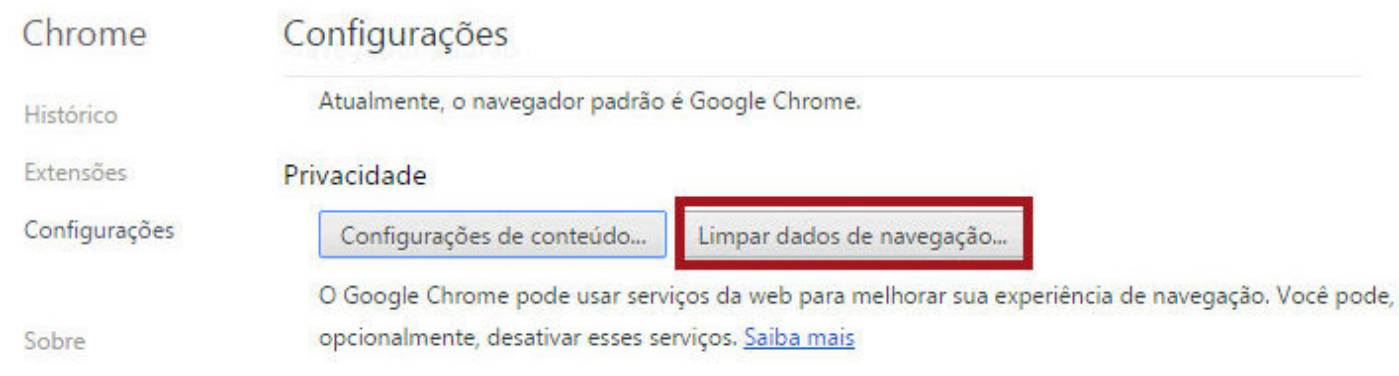 Chrome
Configurações
Atualmente, o navegador padrão é Google Chrome.
Histórico
Extensões
Privacidade
Configurações
Configurações de conteúdo...
Limpar dados de navegação...
O Google Chrome pode usar serviços da web para melhorar sua experiência de navegação. Você pode,
opcionalmente, desativar esses serviços. Saiba mais
Sobre